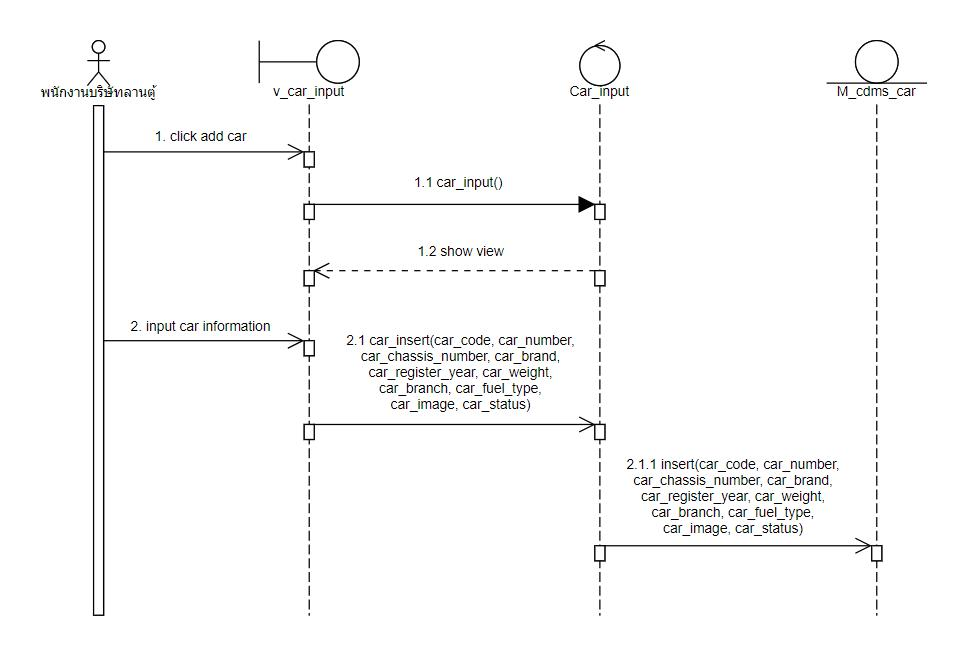 พนักงานบริษัทลานตู้
v_car_input
Car_input
M_cdms_car
1. click add car
1.1 car_input()
1.2 show view
2. input car information
2.1 car_insert(car_code, car_number,
car_chassis_number, car_brand,
car_register_year, car_weight,
car_branch, car_fuel_type,
car_image, car_status)
2.1.1 insert(car_code, car_number,
car_chassis_number, car_brand,
car_register_year, car_weight,
car_branch, car_fuel_type,
car_image, car_status)